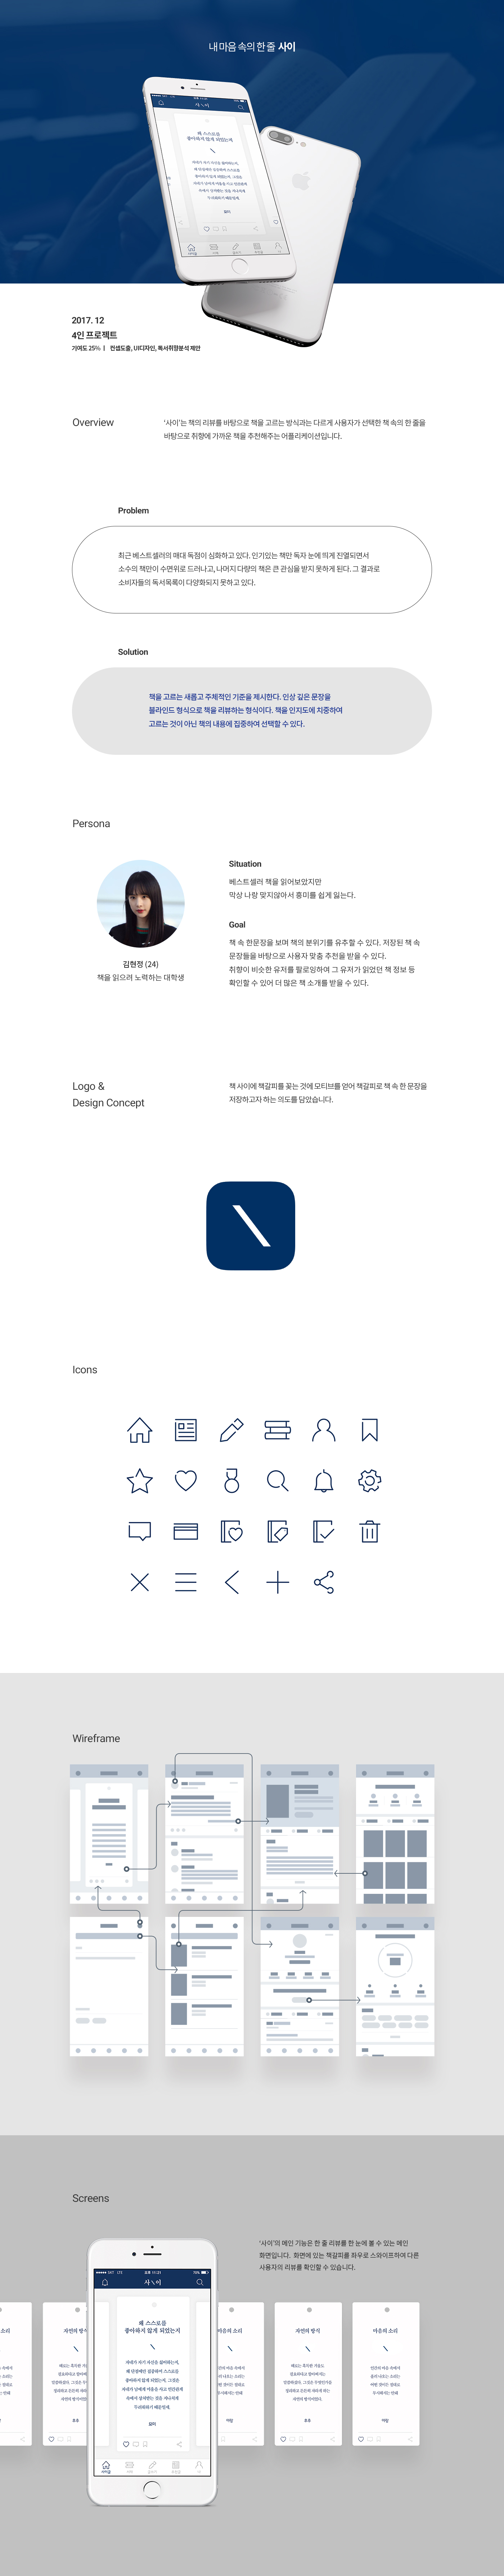 내 마음 속의 한 줄 사이
사\이
왜 스스로를
좋아하지 않게 되었는지
보미
2017. 12
4인 프로젝트
기여도 25% | 컨셉도출, UI디자인, 독서취향분석 제안
Overview
'사이'는 책의 리뷰를 바탕으로 책을 고르는 방식과는 다르게 사용자가 선택한 책 속의 한 줄을
바탕으로 취향에 가까운 책을 추천해주는 어플리케이션입니다.
Problem
최근 베스트셀러의 매대 독점이 심화하고 있다. 인기있는 책만 독자 눈에 띄게 진열되면서
소수의 책만이 수면위로 드러나고, 나머지 다량의 책은 큰 관심을 받지 못하게 된다. 그 결과로
소비자들의 독서목록이 다양화되지 못하고 있다.
Solution
책을 고르는 새롭고 주체적인 기준을 제시한다. 인상 깊은 문장을
블라인드 형식으로 책을 리뷰하는 형식이다. 책을 인지도에 치중하여
고르는 것이 아닌 책의 내용에 집중하여 선택할 수 있다.
Persona
Situation
베스트셀러 책을 읽어보았지만
막상 나랑 맞지않아서 흥미를 쉽게 잃는다.
Goal
책 속 한문장을 보며 책의 분위기를 유추할 수 있다. 저장된 책 속
문장들을 바탕으로 사용자 맞춤 추천을 받을 수 있다.
취향이 비슷한 유저를 팔로잉하여 그 유저가 읽었던 책 정보 등
확인할 수 있어 더 많은 책 소개를 받을 수 있다.
김현정 (24)
책을 읽으려 노력하는 대학생
Logo &
Design Concept
책 사이에 책갈피를 꽂는 것에 모티브를 얻어 책갈피로 책 속 한 문장을
저장하고자 하는 의도를 담았습니다.
Icons
Wireframe
Screens
'사이'의 메인 기능은 한 줄 리뷰를 한 눈에 볼 수 있는 메인
화면입니다. 화면에 있는 책갈피를 좌우로 스와이프하여 다른
사용자의 리뷰를 확인할 수 있습니다.
SKT LTE 오후 11:21 70%
사\이
왜 스스로를
좋아하지 않게 되었는지
보미
자연의 방식
호호
마음의 소리
바람